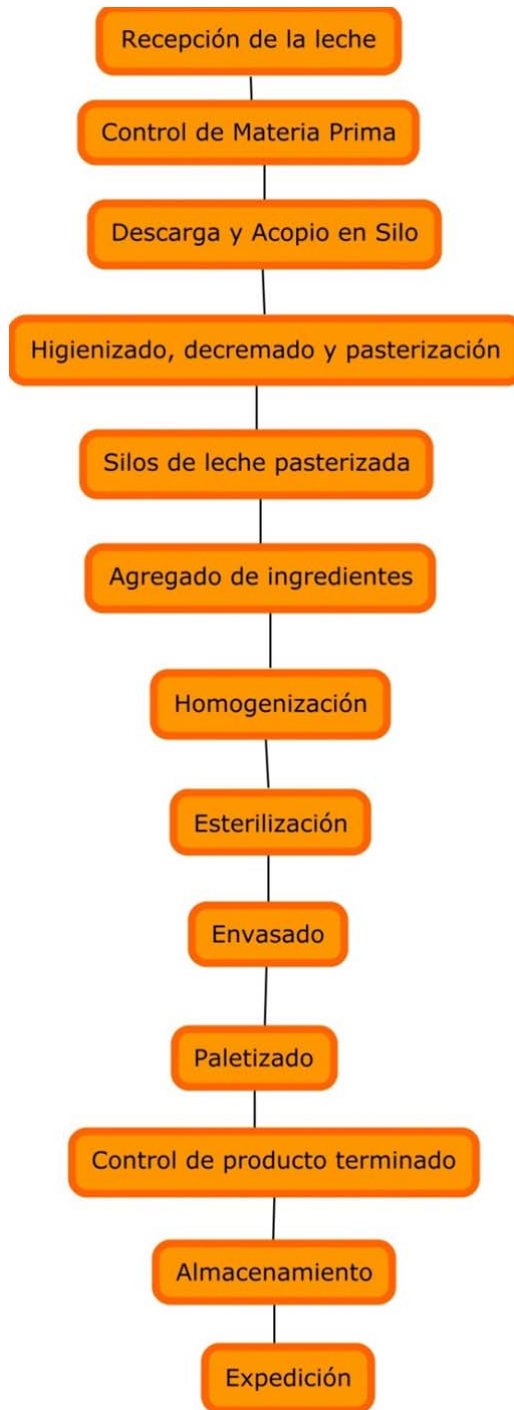 Recepción de la leche
Control de Materia Prima
Descarga y Acopio en Silo
Higienizado, decremado y pasterización
Silos de leche pasterizada
Agregado de ingredientes
Homogenización
Esterilización
Envasado
Paletizado
Control de producto terminado
Almacenamiento
Expedición